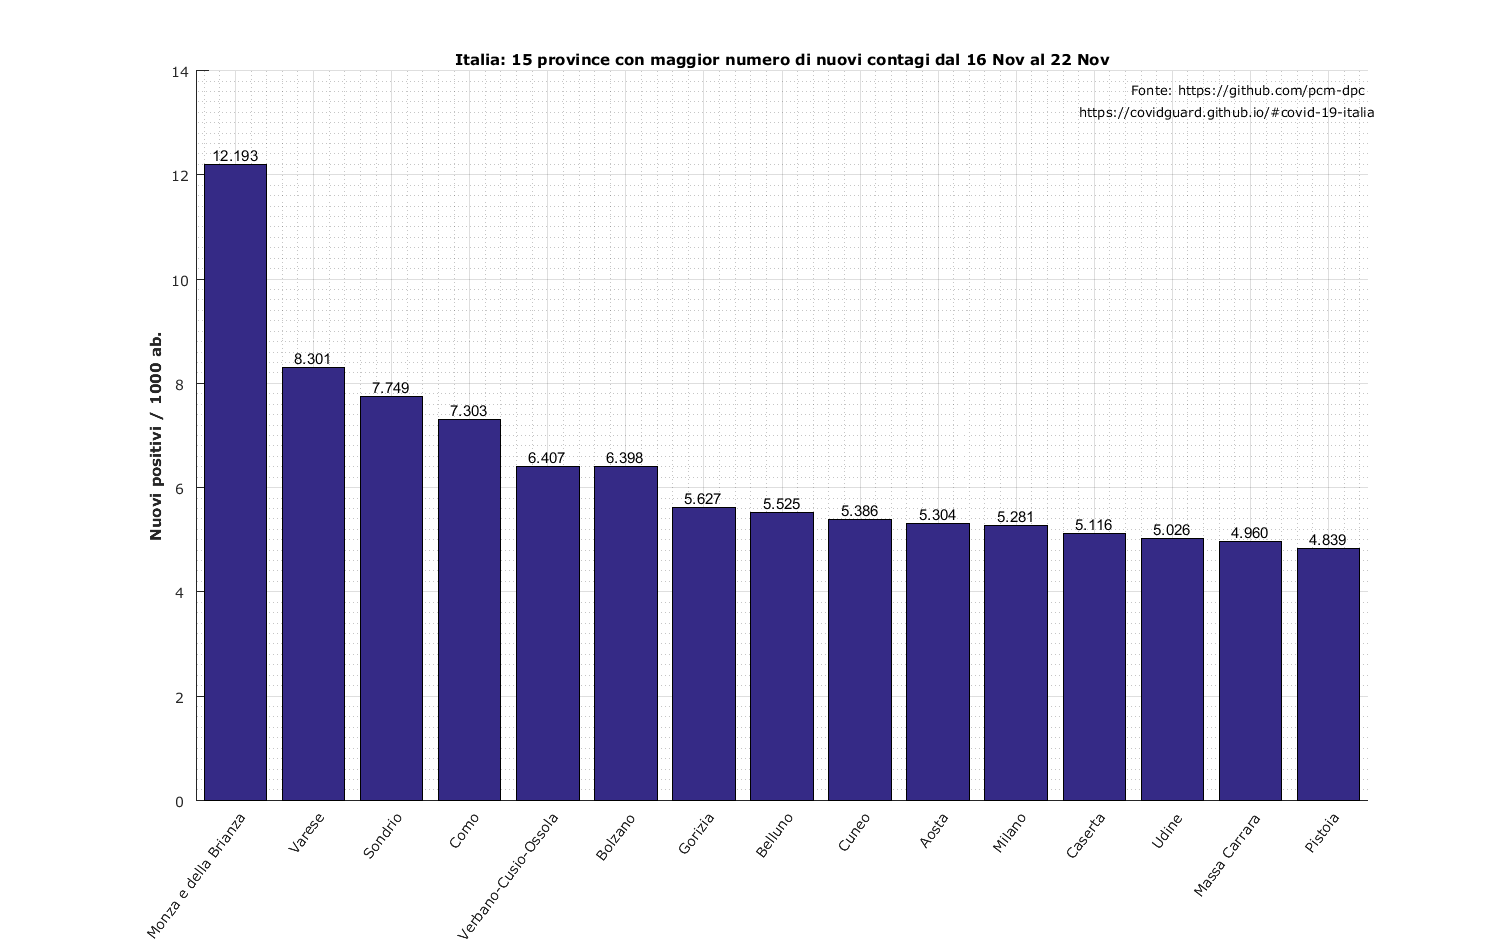 Italia: 15 province con maggior numero di nuovi contagi dal 16 Nov al 22 Nov
Fonte: https://github.com/pcm-dpc
https://covidguard.github.io/#covid-19-italia
Nuovi positivi / 1000 ab.
14
12
10
8
6
4
2
0
12.193
8.301
7.749
7.303
6.407
6.398
5.627
5.525
5.386
5.304
5.281
5.116
5.026
4.960
4.839
Monza e della Brianza
Varese
Sondrio
Como
Verbano-Cusio-Ossola
Bolzano
Gorizia
Belluno
Cuneo
Aosta
Milano
Caserta
Udine
Massa Carrara
Pistoia